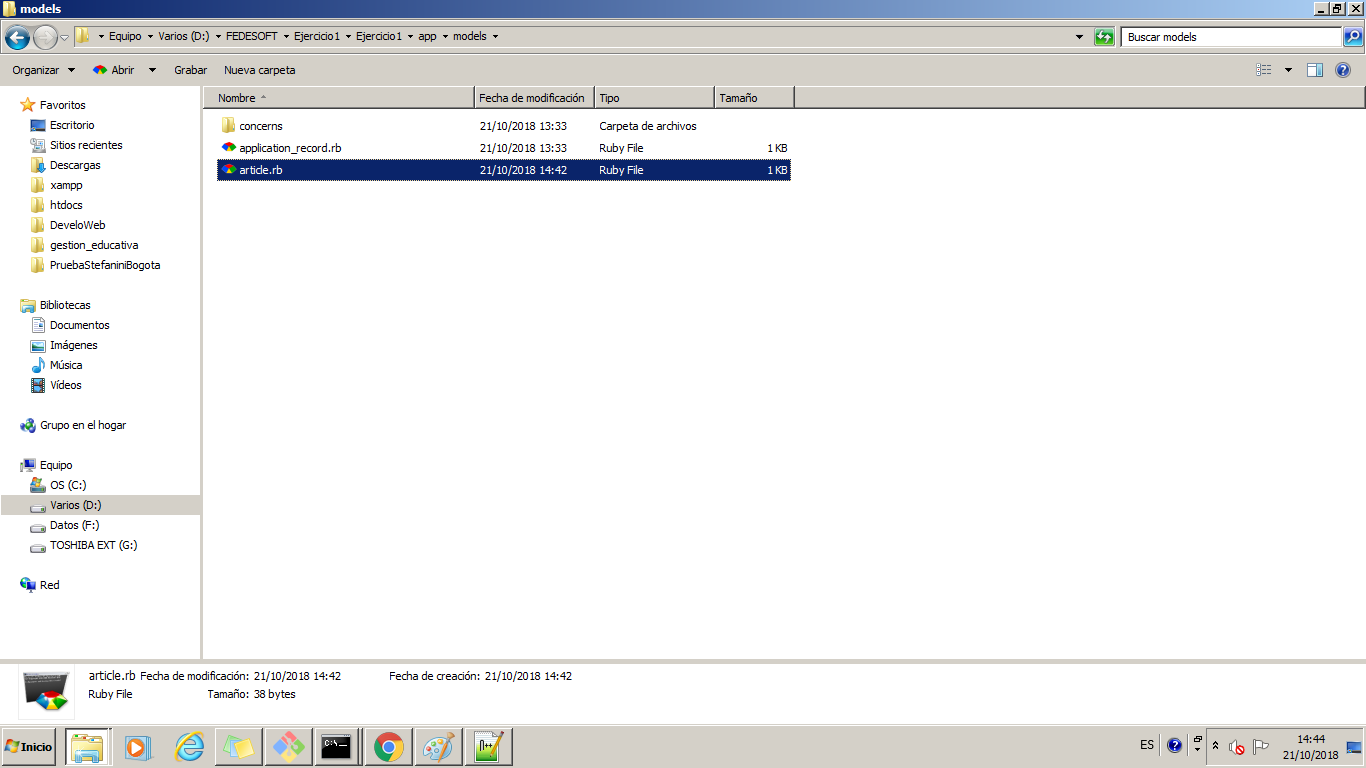 models
Equipo Varios (D:) FEDESOFT Ejercicio1 Ejercicio1 app models
Buscar models
Organizar Abrir Grabar Nueva carpeta
Nombre Fecha de modificación Tipo Tamaño
concerns 21/10/2018 13:33 Carpeta de archivos
application_record.rb 21/10/2018 13:33 Ruby File 1 KB
article.rb 21/10/2018 14:42 Ruby File 1 KB
Favoritos
Escritorio
Sitios recientes
Descargas
xampp
htdocs
DeveloWeb
gestion_educativa
PruebaStefaniniBogota
Bibliotecas
Documentos
Imágenes
Música
Vídeos
Grupo en el hogar
Equipo
OS (C:)
Varios (D:)
Datos (F:)
TOSHIBA EXT (G:)
Red
article.rb Fecha de modificación: 21/10/2018 14:42 Fecha de creación: 21/10/2018 14:42
Ruby File Tamaño: 38 bytes
Inicio
C:\_
ES
14:44
21/10/2018